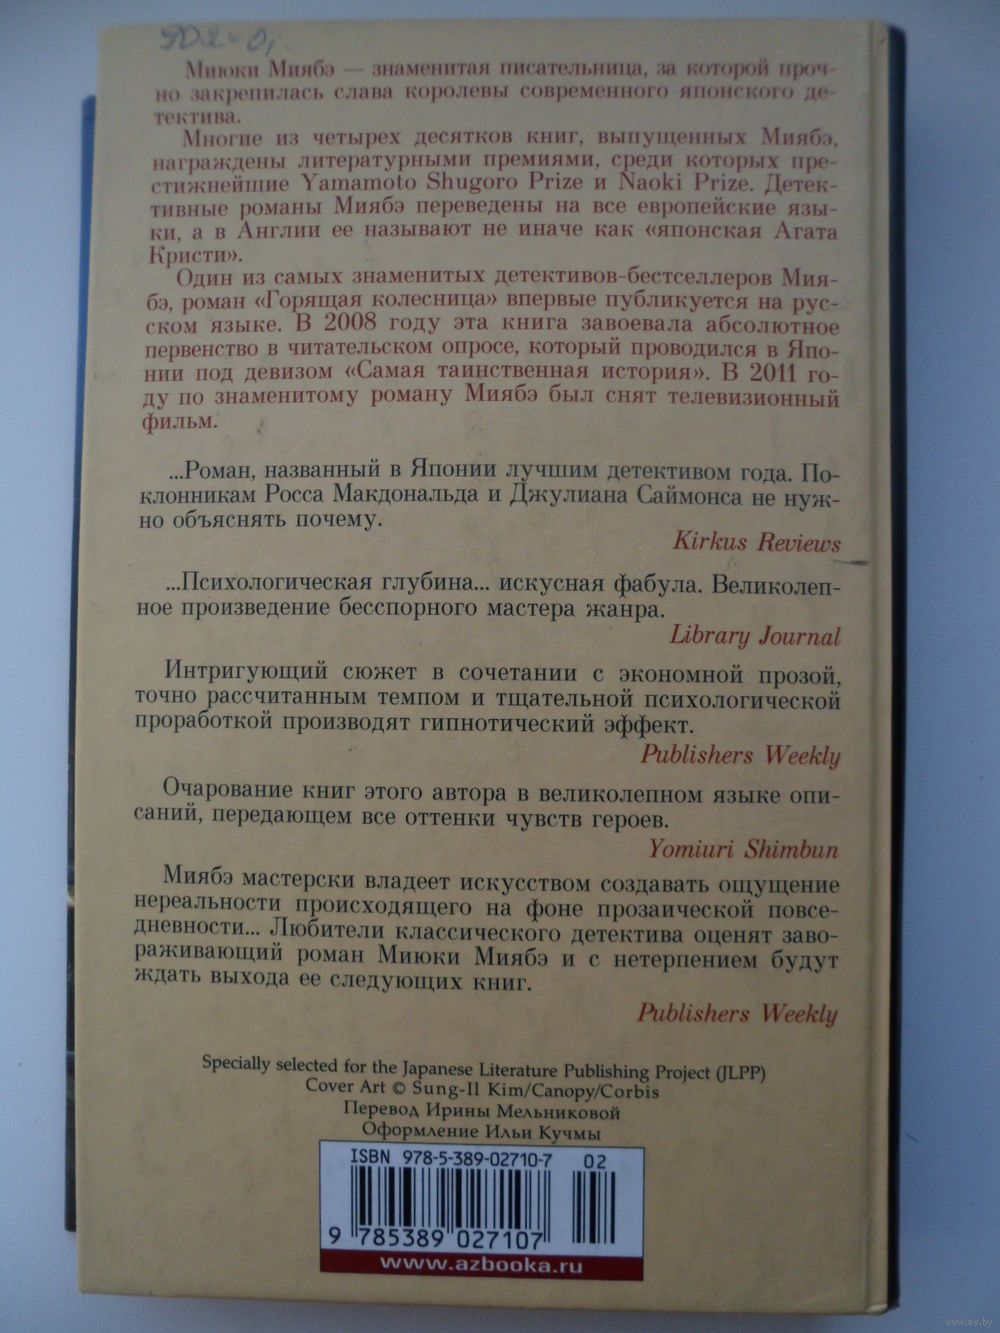 Миюки Миябэ — знаменитая писательница, за которой проч-
но закрепилась слава королевы современного японского де-
тектива.
Многие из четырех десятков книг, выпущенных Миябэ,
награждены литературными премиями, среди которых пре-
стижнейшие Yamamoto Shugoro Prize и Naoki Prize. Детек-
тивные романы Миябэ переведены на все европейские язы-
ки, а в Англии ее называют не иначе как «японская Агата
Кристи».
Один из самых знаменитых детективов-бестселлеров Мия-
бэ, роман «Горящая колесница» впервые публикуется на рус-
ском языке. В 2008 году эта книга завоевала абсолютное
первенство в читательском опросе, который проводился в Япо-
нии под девизом «Самая таинственная история». В 2011 го-
ду по знаменитому роману Миябэ был снят телевизионный
фильм.
...Роман, названный в Японии лучшим детективом года. По-
клонникам Росса Макдональда и Джулиана Саймонса не нуж-
но объяснять почему.
Kirkus Reviews
...Психологическая глубина... искусная фабула. Великолеп-
ное произведение бесспорного мастера жанра.
Library Journal
Интригующий сюжет в сочетании с экономной прозой,
точно рассчитанным темпом и тщательной психологической
проработкой производят гипнотический эффект.
Publishers Weekly
Очарование книг этого автора в великолепном языке опи-
саний, передающем все оттенки чувств героев.
Yomiuri Shimbun
Миябэ мастерски владеет искусством создавать ощущение
нереальности происходящего на фоне прозаической повсе-
дневности... Любители классического детектива оценят заво-
раживающий роман Миюки Миябэ и с нетерпением будут
ждать выхода ее следующих книг.
Publishers Weekly
Specially selected for the Japanese Literature Publishing Project (JLPP)
Cover Art © Sung-Il Kim/Canopy/Corbis
Перевод Ирины Мельниковой
Оформление Ильи Кучмы
ISBN 978-5-389-02710-7 02
9 785389 027107
www.azbooka.ru
www.ay.by